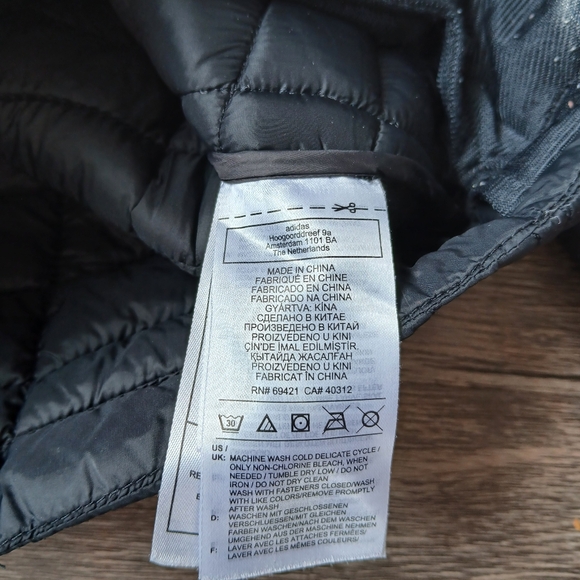 adidas
Hoogoorddreef 9a
Amsterdam 1101 BA
The Netherlands
MADE IN CHINA
FABRIQUÉ EN CHINE
FABRICADO EN CHINA
FABRICADO NA CHINA
GYÁRTVA: KÍNA
СДЕЛАНО В КИТАЕ
ПРОИЗВЕДЕНО В КИТАЙ
PROIZVEDENO U KINI
ÇİN'DE İMAL EDİLMİŞTİR.
ҚЫТАЙДА ЖАСАЛҒАН
PROIZVEDENO U KINI
FABRICAT ÎN CHINA
RN# 69421 CA# 40312
30
US /
UK: MACHINE WASH COLD DELICATE CYCLE /
ONLY NON-CHLORINE BLEACH, WHEN
NEEDED / TUMBLE DRY LOW / DO NOT
IRON / DO NOT DRY CLEAN
WASH WITH FASTENERS CLOSED/WASH
WITH LIKE COLORS/REMOVE PROMPTLY
AFTER WASH
D: WASCHEN MIT GESCHLOSSENEN
VERSCHLUESSEN/MIT GLEICHEN
FARBEN WASCHEN/NACH DEM WASCHEN
UMGEHEND AUS DER MASCHINE NEHMEN
F: LAVER AVEC LES ATTACHES FERMÉES/
LAVER AVEC LES MÊMES COULEURS/